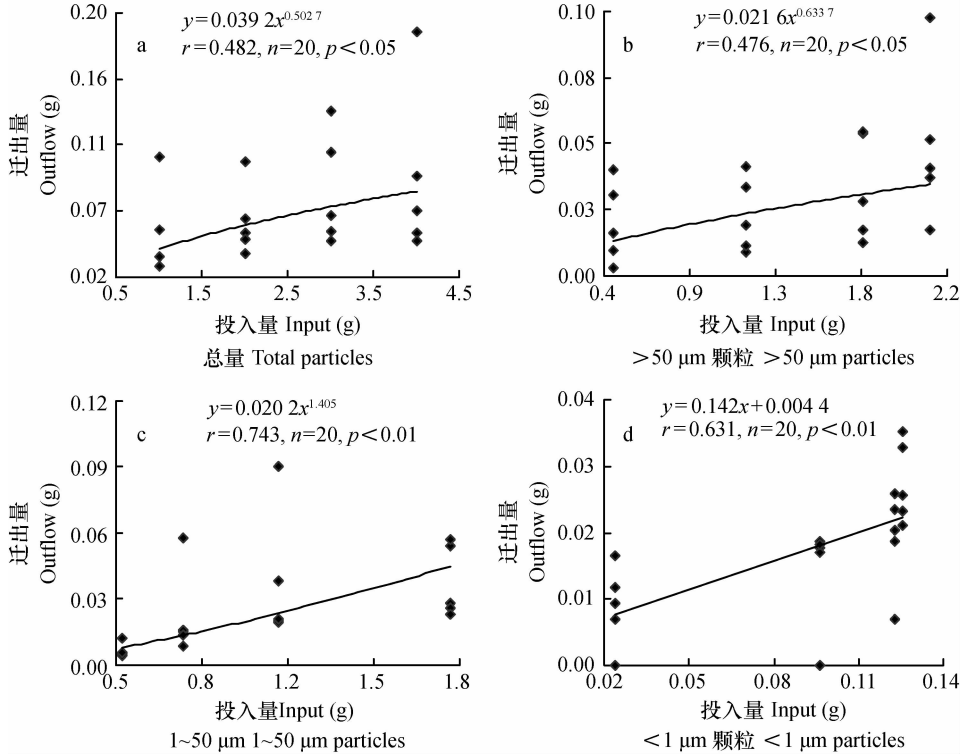 y=0.039 2x^0.502 7
a
r=0.482, n=20, p<0.05
0.20
0.16
0.11
0.07
0.02
迁出量
Outflow (g)
0.5 1.5 2.5 3.5 4.5
投入量 Input (g)
总量 Total particles
y=0.021 6x^0.633 7
b
r=0.476, n=20, p<0.05
0.10
0.08
0.05
0.03
0.00
迁出量
Outflow (g)
0.4 0.9 1.3 1.8 2.2
投入量 Input (g)
>50 μm 颗粒 >50 μm particles
y=0.020 2x^1.405
c
r=0.743, n=20, p<0.01
0.12
0.09
0.06
0.03
0.00
迁出量
Outflow (g)
0.5 0.8 1.2 1.5 1.8
投入量Input (g)
1~50 μm 1~50 μm particles
y=0.142x+0.004 4
d
r=0.631, n=20, p<0.01
0.04
0.03
0.02
0.01
0.00
迁出量
Outflow (g)
0.02 0.05 0.08 0.11 0.14
投入量 Input (g)
<1 μm 颗粒 <1 μm particles